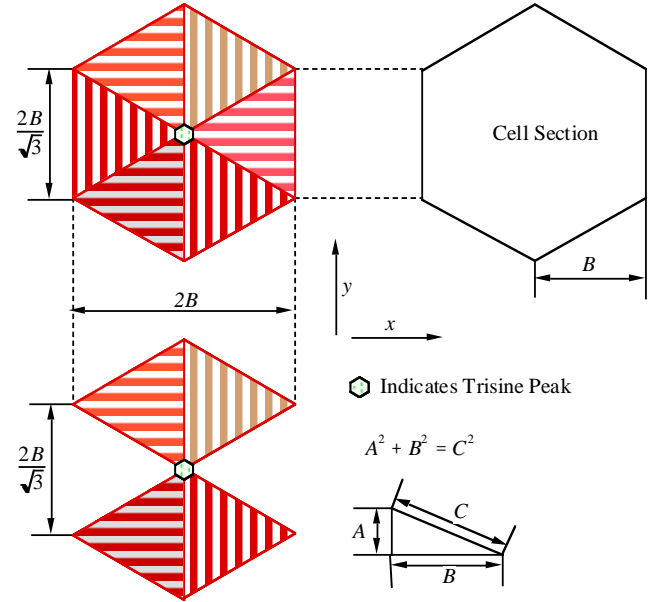 2B
√3
Cell Section
B
2B
y
x
Indicates Trisine Peak
2B
√3
A² + B² = C²
A
C
B